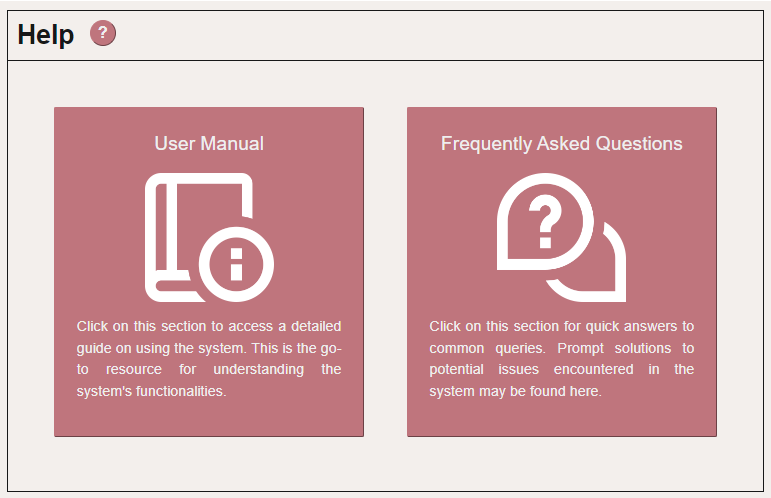 Help ?
User Manual
Click on this section to access a detailed
guide on using the system. This is the go-
to resource for understanding the
system's functionalities.
Frequently Asked Questions
?
Click on this section for quick answers to
common queries. Prompt solutions to
potential issues encountered in the
system may be found here.